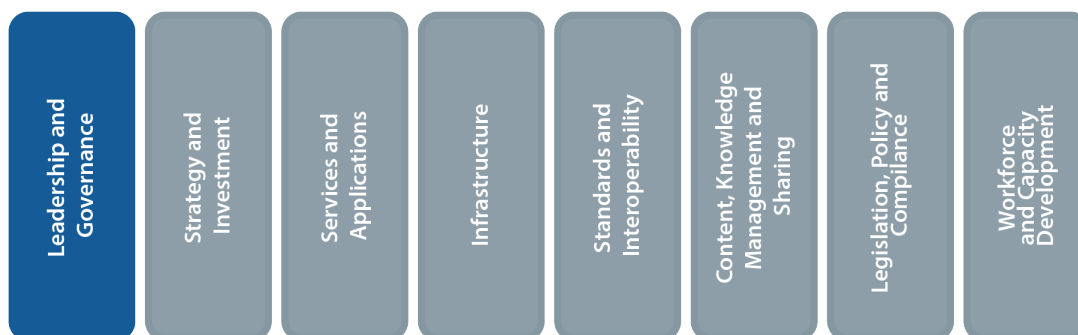 Leadership and
Governance
Strategy and
Investment
Services and
Applications
Infrastructure
Standards and
Interoperability
Content, Knowledge
Management and
Sharing
Legislation, Policy and
Compilance
Workforce
and Capacity
Development